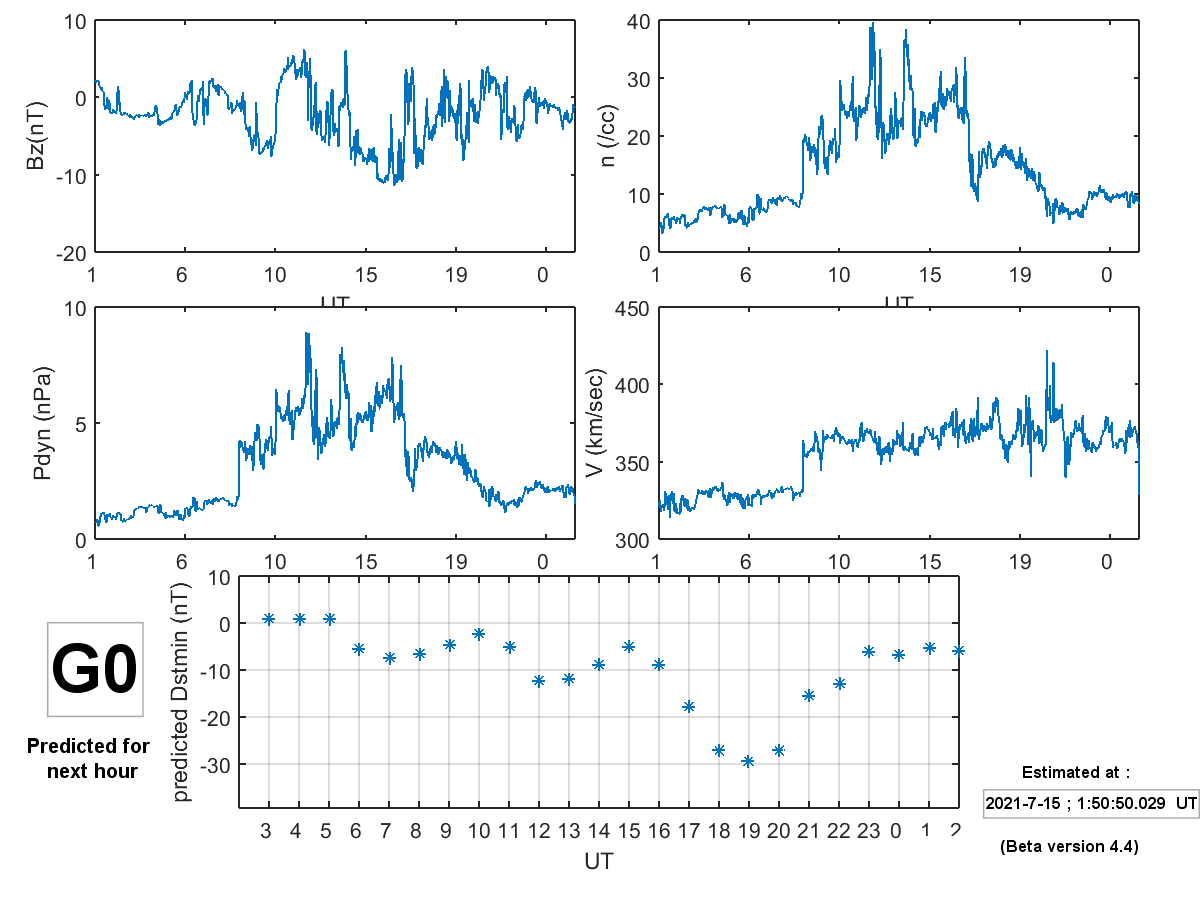 10
0
-10
-20
Bz(nT)
1 6 10 15 19 0
40
30
20
10
0
n (/cc)
1 6 10 15 19 0
UT
UT
10
5
0
Pdyn (nPa)
1 6 10 15 19 0
450
400
350
300
V (km/sec)
1 6 10 15 19 0
10
0
-10
-20
-30
predicted Dstmin (nT)
3 4 5 6 7 8 9 10 11 12 13 14 15 16 17 18 19 20 21 22 23 0 1 2
UT
G0
Predicted for
next hour
Estimated at :
2021-7-15 ; 1:50:50.029 UT
(Beta version 4.4)